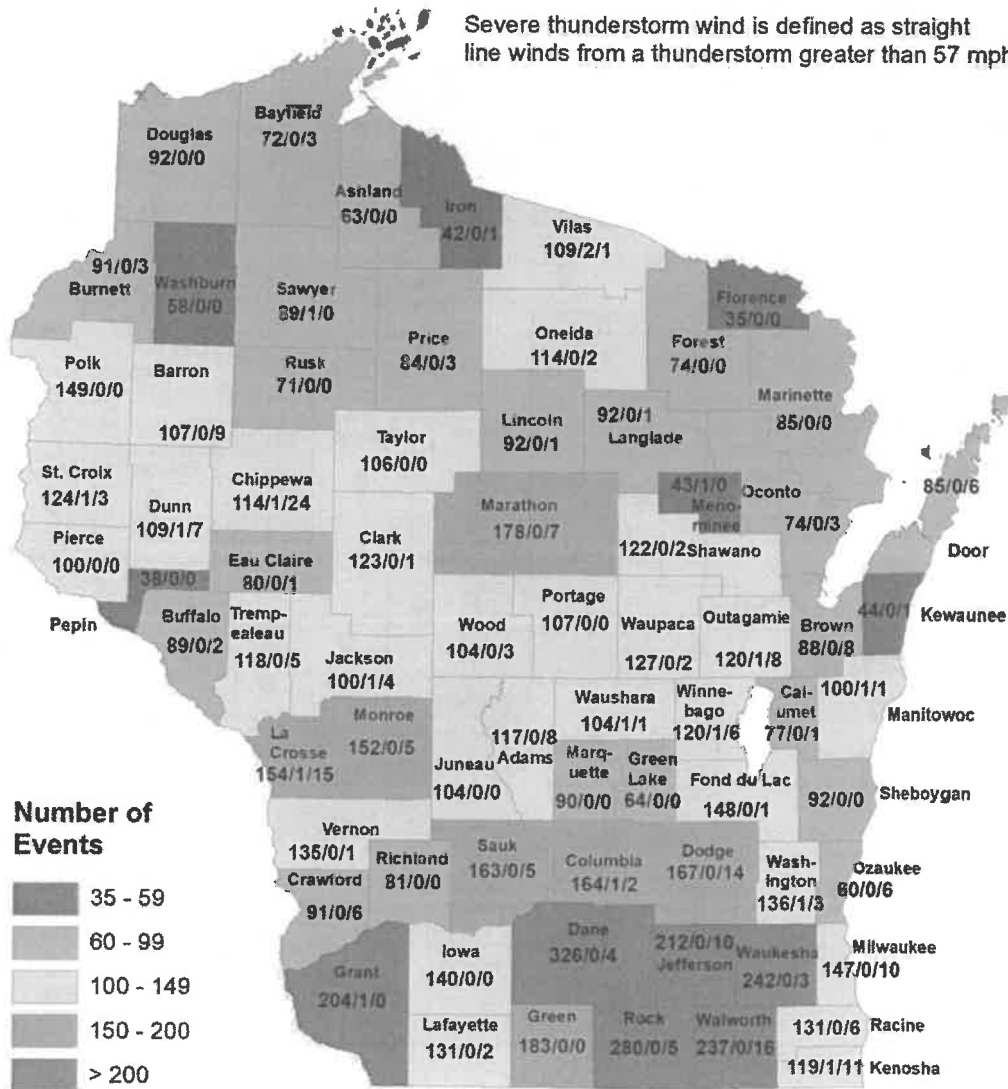 Severe thunderstorm wind is defined as straight
line winds from a thunderstorm greater than 57 mph
Bayfield
72/0/3
Douglas
92/0/0
Ashland
63/0/0
Iron
42/0/1
Vilas
109/2/1
91/0/3
Burnett
Washburn
58/0/0
Sawyer
89/1/0
Price
84/0/3
Oneida
114/0/2
Florence
35/0/0
Forest
74/0/0
Polk
149/0/0
Barron
107/0/9
Rusk
71/0/0
Marinette
85/0/0
Lincoln
92/0/1
92/0/1
Langlade
Taylor
106/0/0
St. Croix
124/1/3
Dunn
109/1/7
Chippewa
114/1/24
Marathon
178/0/7
43/1/0
Meno-
minee
Oconto
74/0/3
85/0/6
Door
Pierce
100/0/0
38/0/0
Pepin
Eau Claire
80/0/1
Clark
123/0/1
122/0/2
Shawano
Buffalo
89/0/2
Tremp-
ealeau
118/0/5
Jackson
100/1/4
Wood
104/0/3
Portage
107/0/0
Waupaca
127/0/2
Outagamie
120/1/8
Brown
88/0/8
44/0/1
Kewaunee
La
Crosse
154/1/15
Monroe
152/0/5
Juneau
104/0/0
117/0/8
Adams
Waushara
104/1/1
Winne-
bago
120/1/6
Cal-
umet
77/0/1
100/1/1
Manitowoc
Marq-
uette
90/0/0
Green
Lake
64/0/0
Fond du Lac
148/0/1
92/0/0
Sheboygan
Vernon
135/0/1
Crawford
91/0/6
Richland
81/0/0
Sauk
163/0/5
Columbia
164/1/2
Dodge
167/0/14
Wash-
ington
136/1/3
Ozaukee
60/0/6
Grant
204/1/0
Iowa
140/0/0
Dane
326/0/4
212/0/10
Jefferson
Waukesha
242/0/3
Milwaukee
147/0/10
Lafayette
131/0/2
Green
183/0/0
Rock
280/0/5
Walworth
237/0/16
131/0/6
Racine
119/1/11
Kenosha
Number of
Events
35 - 59
60 - 99
100 - 149
150 - 200
> 200